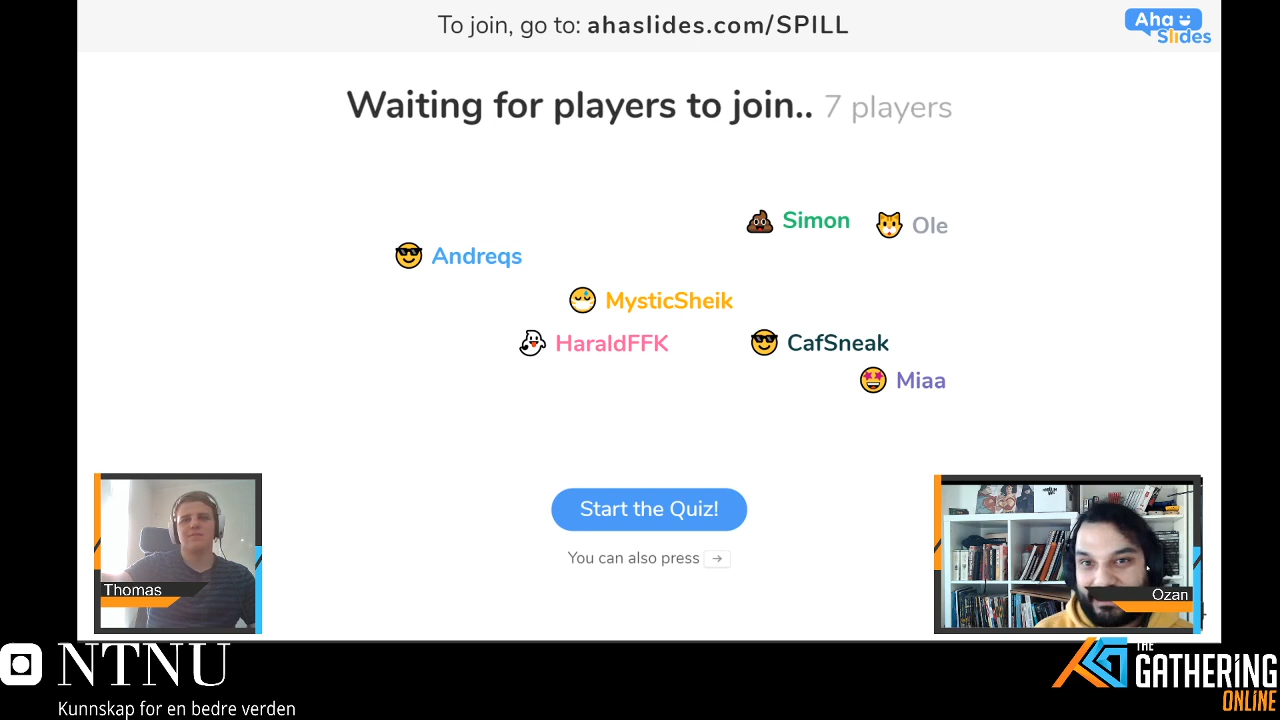 To join, go to: ahaslides.com/SPILL
Aha
Slides
Waiting for players to join.. 7 players
Simon
Ole
Andreqs
MysticSheik
HaraldFFK
CafSneak
Miaa
Start the Quiz!
You can also press →
Thomas
Ozan
NTNU
Kunnskap for en bedre verden
THE
GATHERING
ONLINE